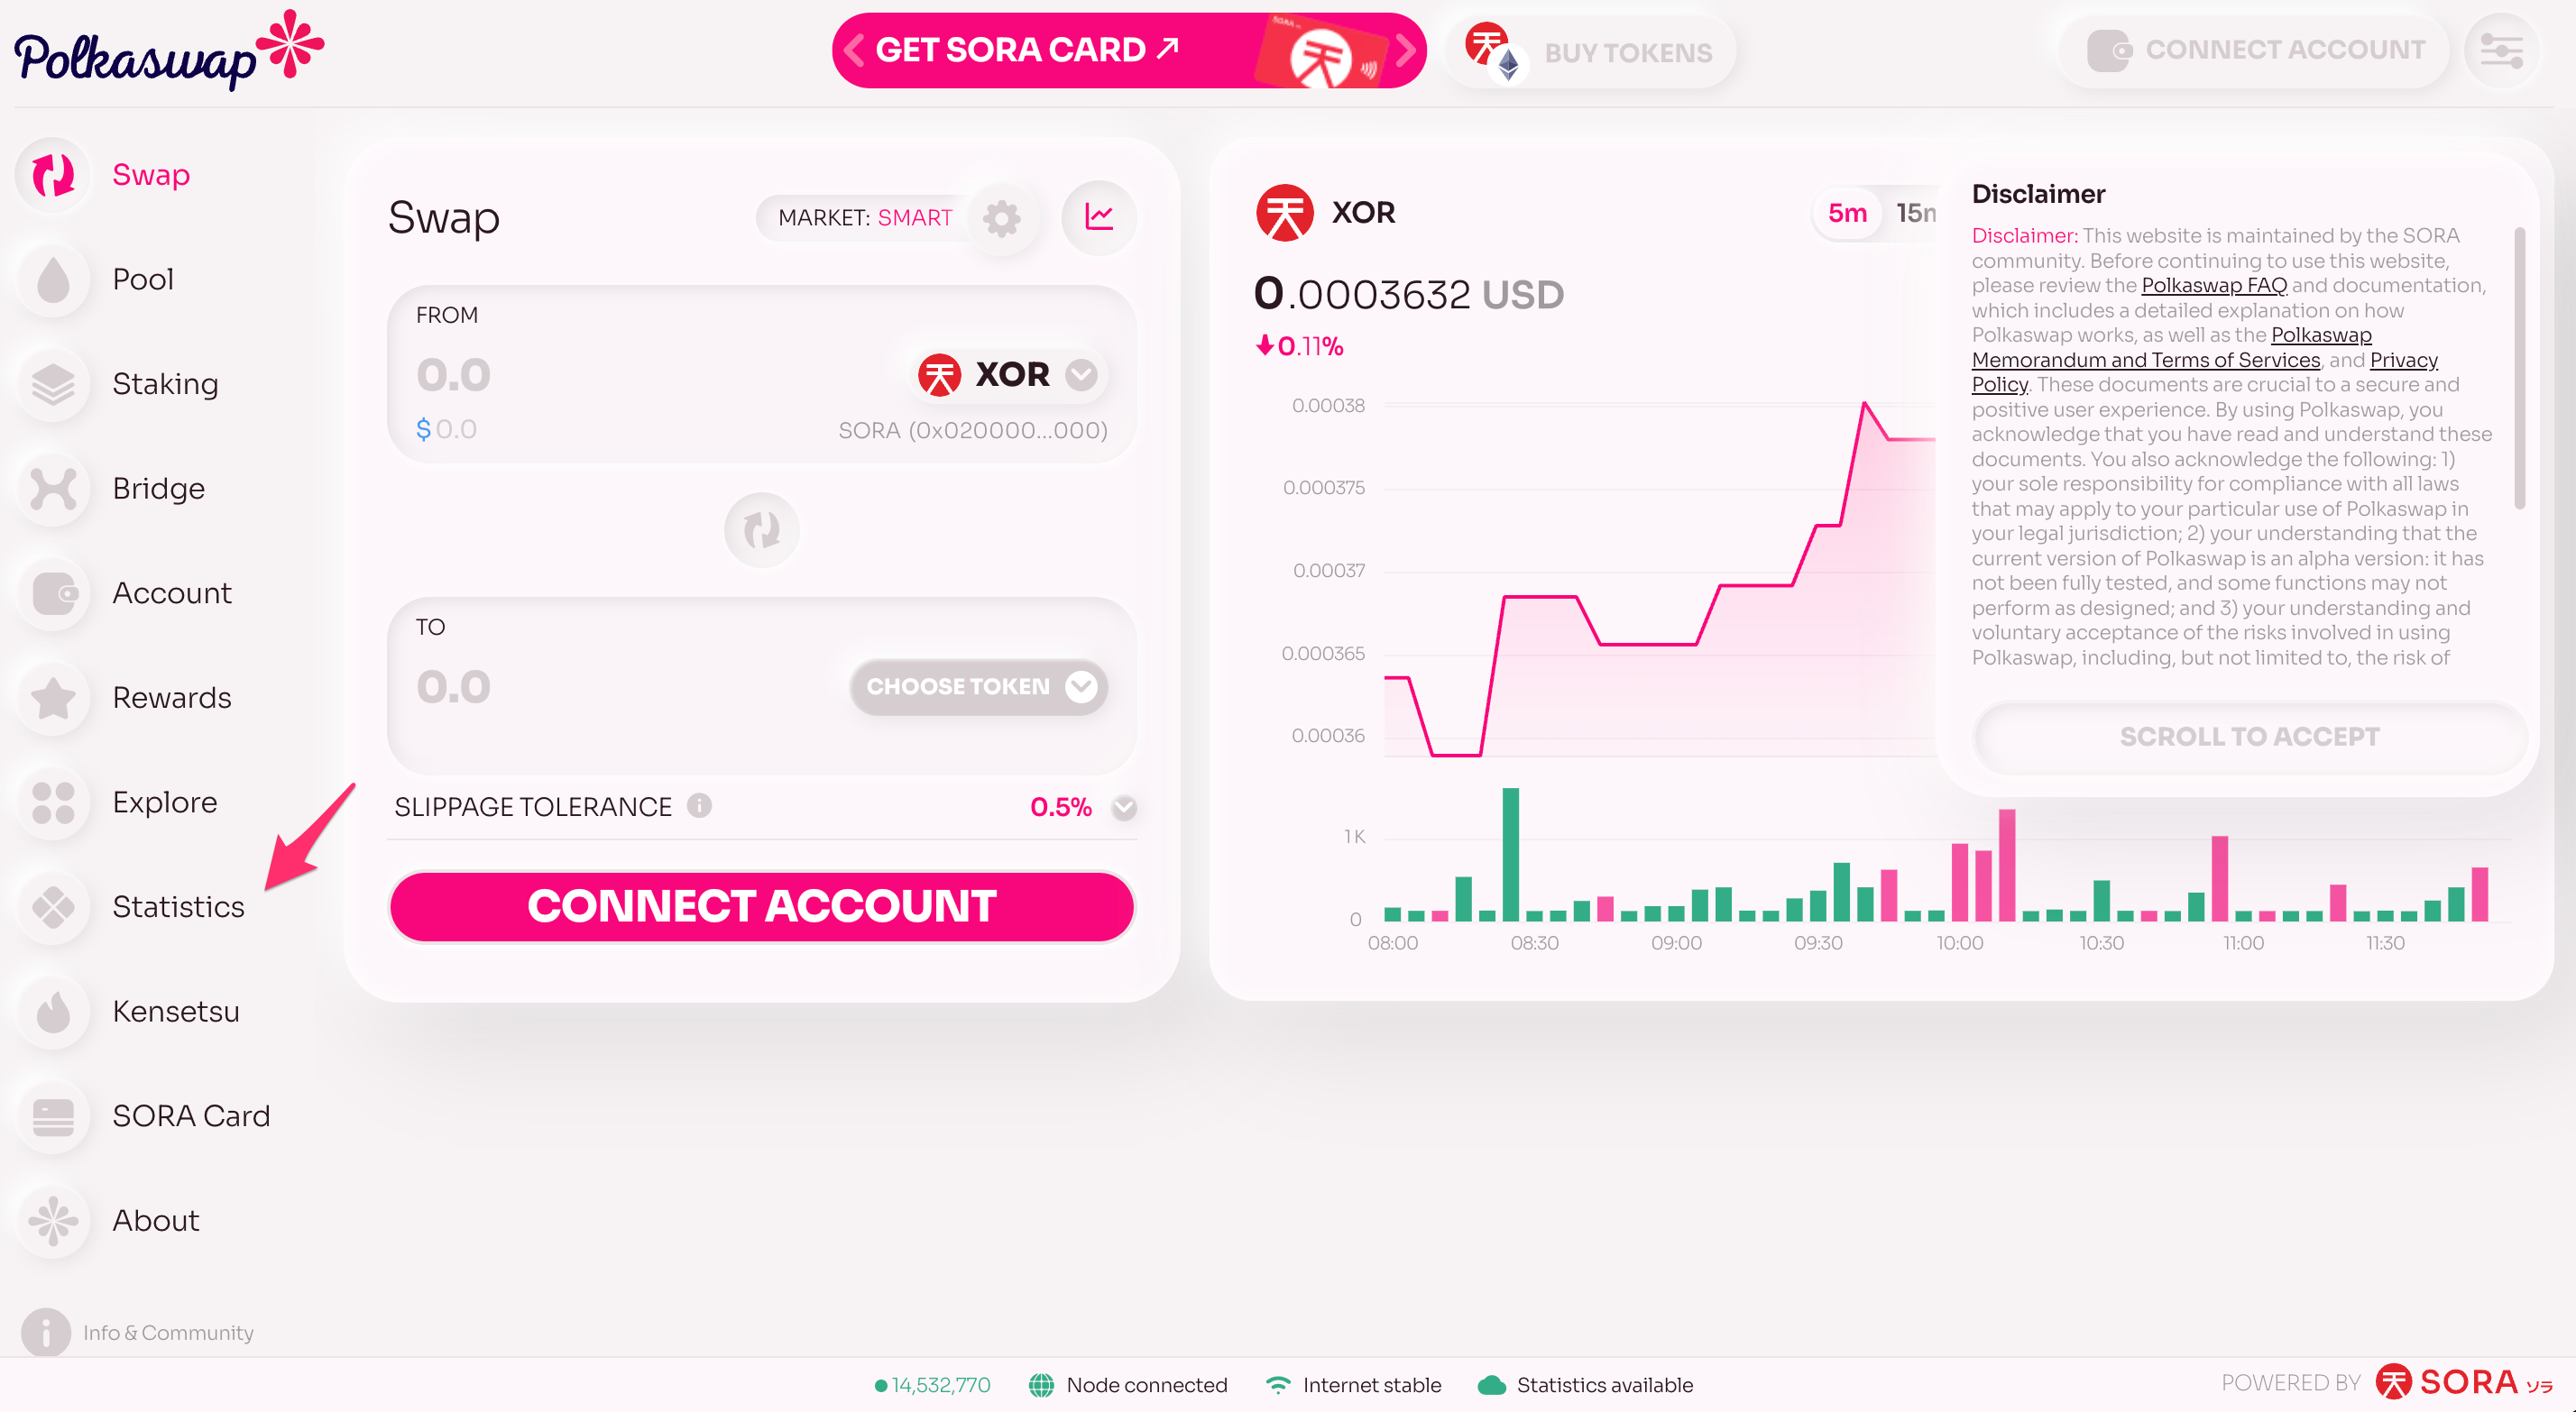 Polkaswap
GET SORA CARD
BUY TOKENS
CONNECT ACCOUNT
Swap
Pool
Staking
Bridge
Account
Rewards
Explore
Statistics
Kensetsu
SORA Card
About
Info & Community
Swap
MARKET: SMART
FROM
0.0
XOR
$ 0.0
SORA (0x020000...000)
TO
0.0
CHOOSE TOKEN
SLIPPAGE TOLERANCE
0.5%
CONNECT ACCOUNT
XOR
5m
0.0003632 USD
0.11%
0.00038
0.000375
0.00037
0.000365
0.00036
1K
0
08:00 08:30 09:00 09:30 10:00 10:30 11:00 11:30
Disclaimer
Disclaimer: This website is maintained by the SORA
community. Before continuing to use this website,
please review the Polkaswap FAQ and documentation,
which includes a detailed explanation on how
Polkaswap works, as well as the Polkaswap
Memorandum and Terms of Services, and Privacy
Policy. These documents are crucial to a secure and
positive user experience. By using Polkaswap, you
acknowledge that you have read and understand these
documents. You also acknowledge the following: 1)
your sole responsibility for compliance with all laws
that may apply to your particular use of Polkaswap in
your legal jurisdiction; 2) your understanding that the
current version of Polkaswap is an alpha version: it has
not been fully tested, and some functions may not
perform as designed; and 3) your understanding and
voluntary acceptance of the risks involved in using
Polkaswap, including, but not limited to, the risk of
SCROLL TO ACCEPT
14,532,770
Node connected
Internet stable
Statistics available
POWERED BY SORA ソラ